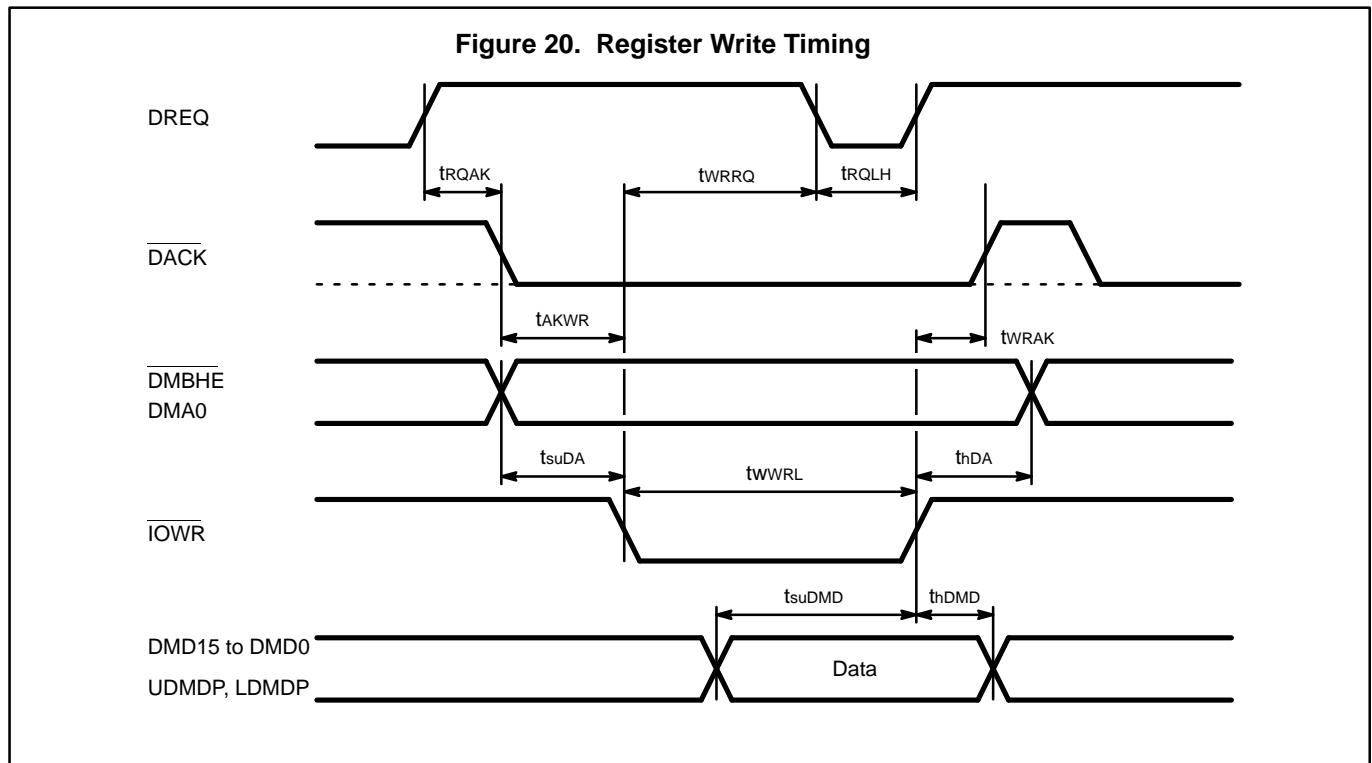 Figure 20. Register Write Timing
DREQ
tRQAK
tWRRQ
tRQLH
DACK
tAKWR
tWRAK
DMBHE
DMA0
tsuDA
twWRL
thDA
IOWR
tsuDMD
thDMD
DMD15 to DMD0
Data
UDMDP, LDMDP